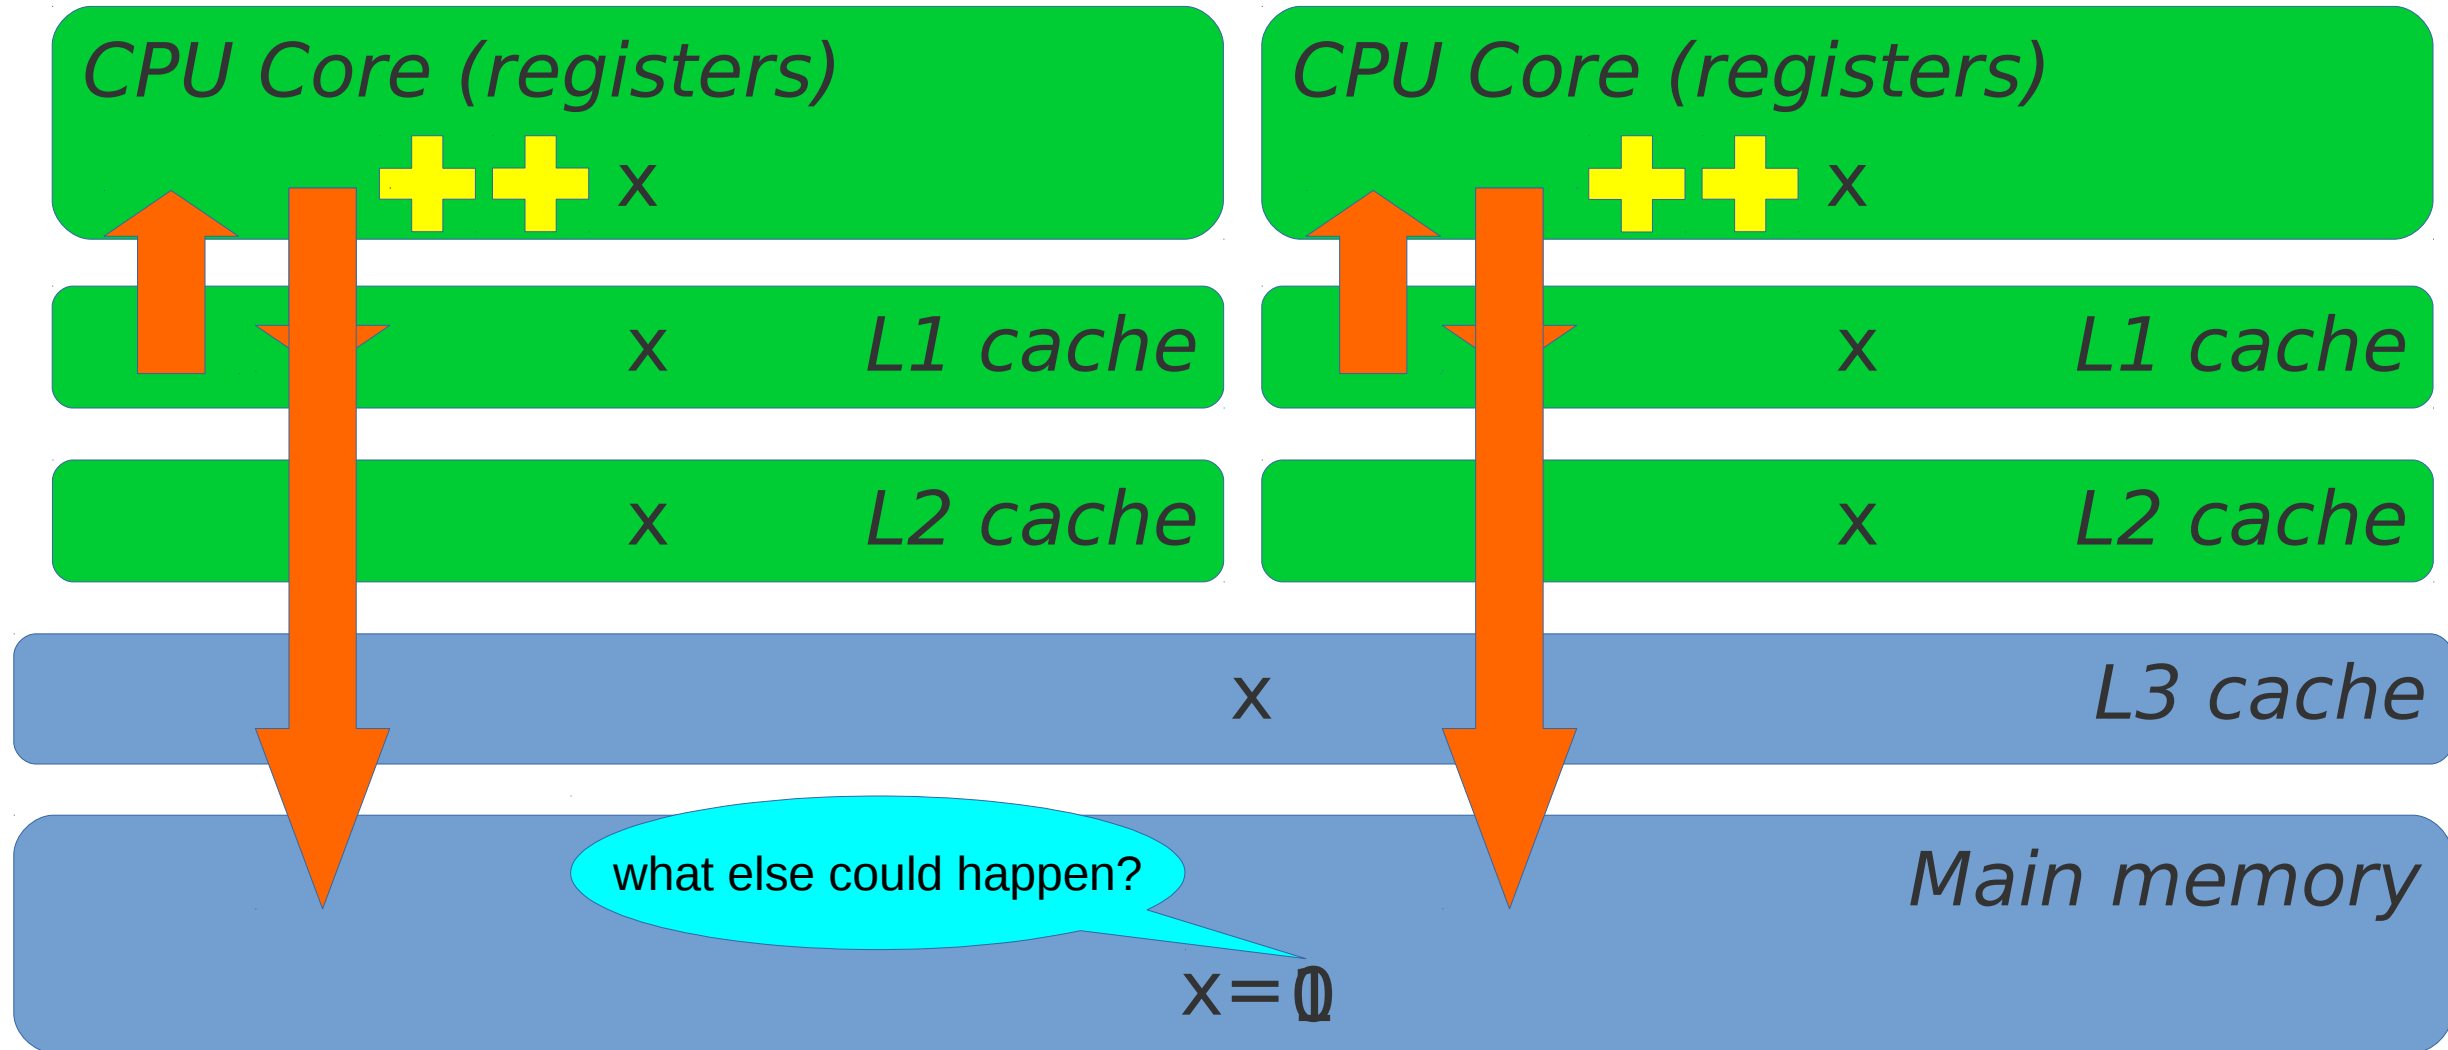 CPU Core (registers)
CPU Core (registers)
x
x
x
L1 cache
x
L1 cache
x
L2 cache
x
L2 cache
x
L3 cache
what else could happen?
Main memory
x=